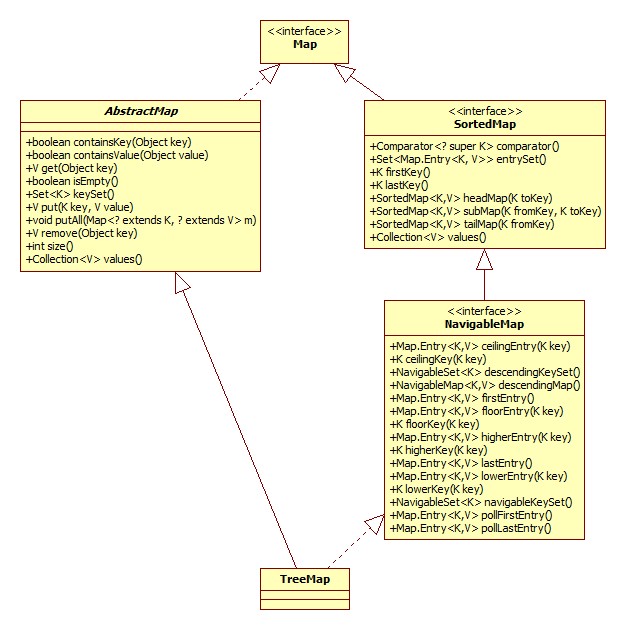 <<interface>>
Map
AbstractMap
+boolean containsKey(Object key)
+boolean containsValue(Object value)
+V get(Object key)
+boolean isEmpty()
+Set<K> keySet()
+V put(K key, V value)
+void putAll(Map<? extends K, ? extends V> m)
+V remove(Object key)
+int size()
+Collection<V> values()
<<interface>>
SortedMap
+Comparator<? super K> comparator()
+Set<Map.Entry<K, V>> entrySet()
+K firstKey()
+K lastKey()
+SortedMap<K,V> headMap(K toKey)
+SortedMap<K,V> subMap(K fromKey, K toKey)
+SortedMap<K,V> tailMap(K fromKey)
+Collection<V> values()
<<interface>>
NavigableMap
+Map.Entry<K,V> ceilingEntry(K key)
+K ceilingKey(K key)
+NavigableSet<K> descendingKeySet()
+NavigableMap<K,V> descendingMap()
+Map.Entry<K,V> firstEntry()
+Map.Entry<K,V> floorEntry(K key)
+K floorKey(K key)
+Map.Entry<K,V> higherEntry(K key)
+K higherKey(K key)
+Map.Entry<K,V> lastEntry()
+Map.Entry<K,V> lowerEntry(K key)
+K lowerKey(K key)
+NavigableSet<K> navigableKeySet()
+Map.Entry<K,V> pollFirstEntry()
+Map.Entry<K,V> pollLastEntry()
TreeMap